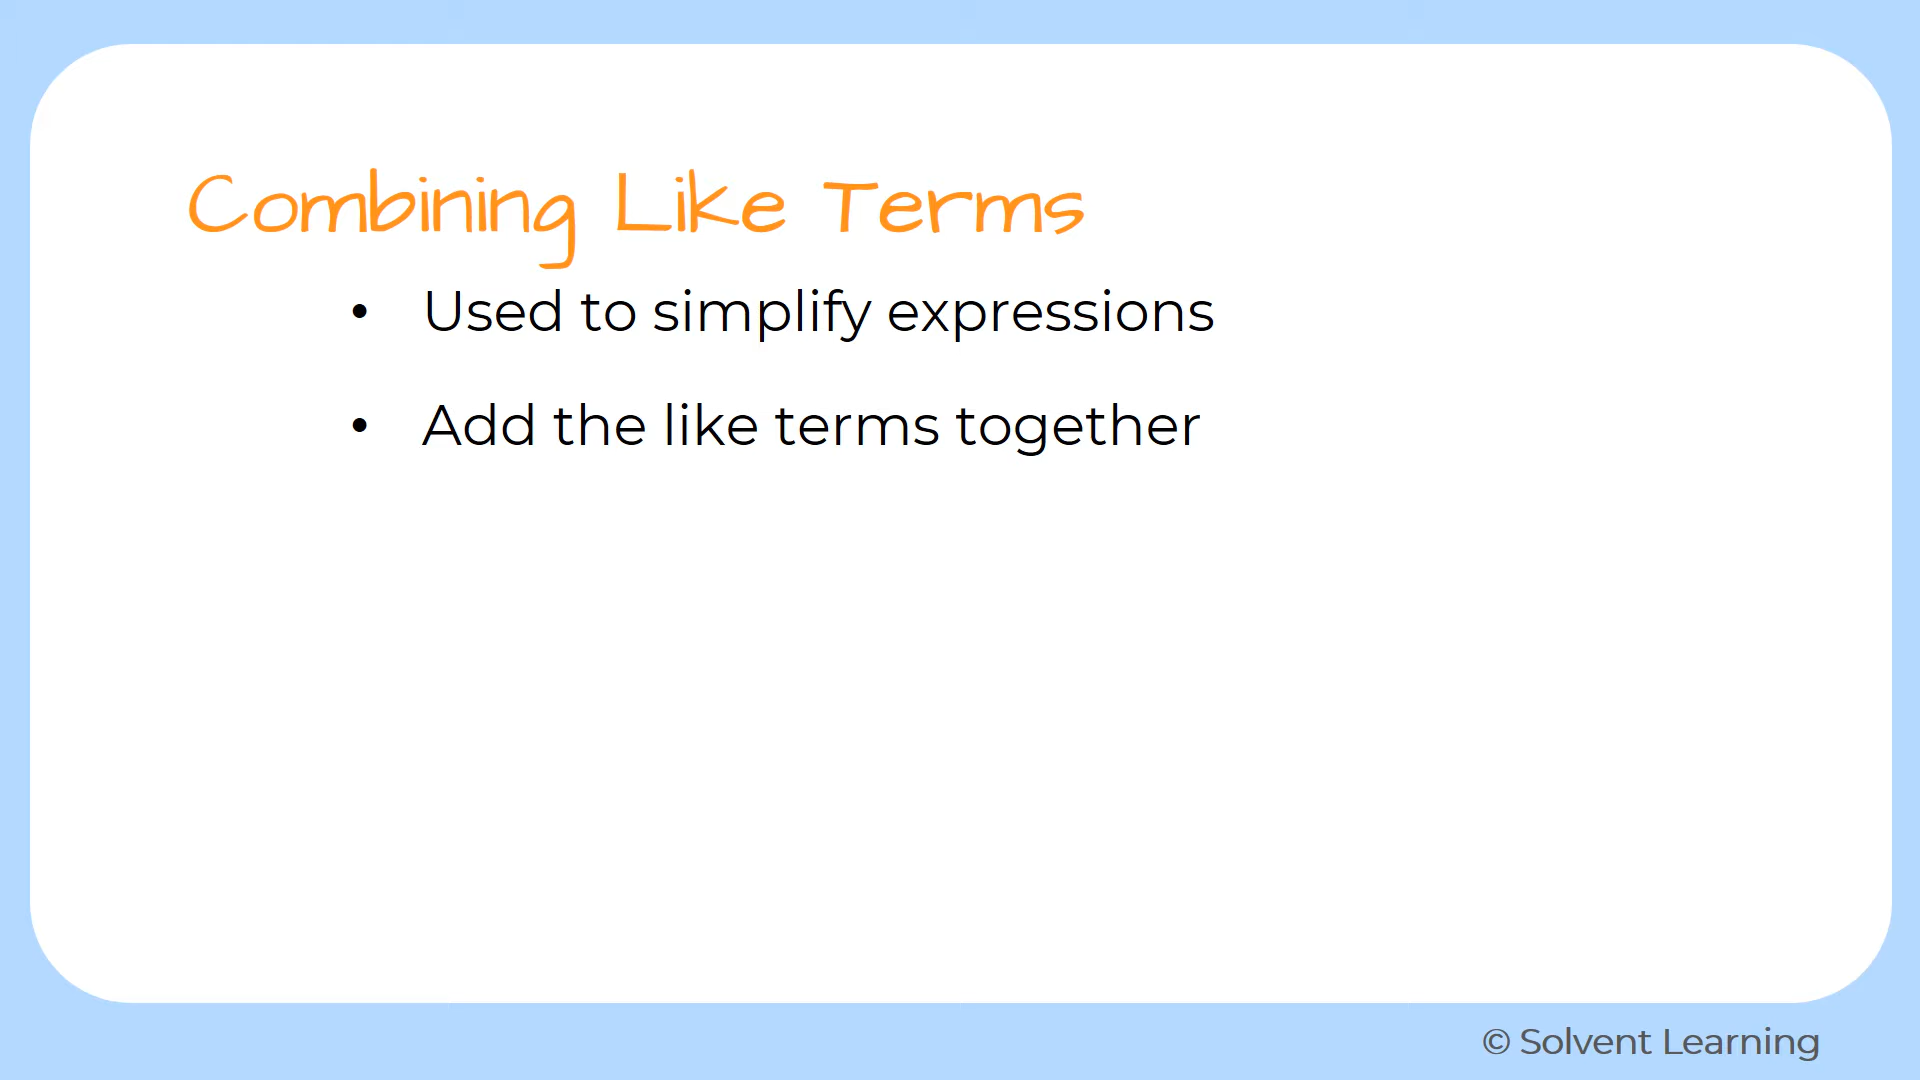 Combining Like Terms
• Used to simplify expressions
• Add the like terms together
© Solvent Learning